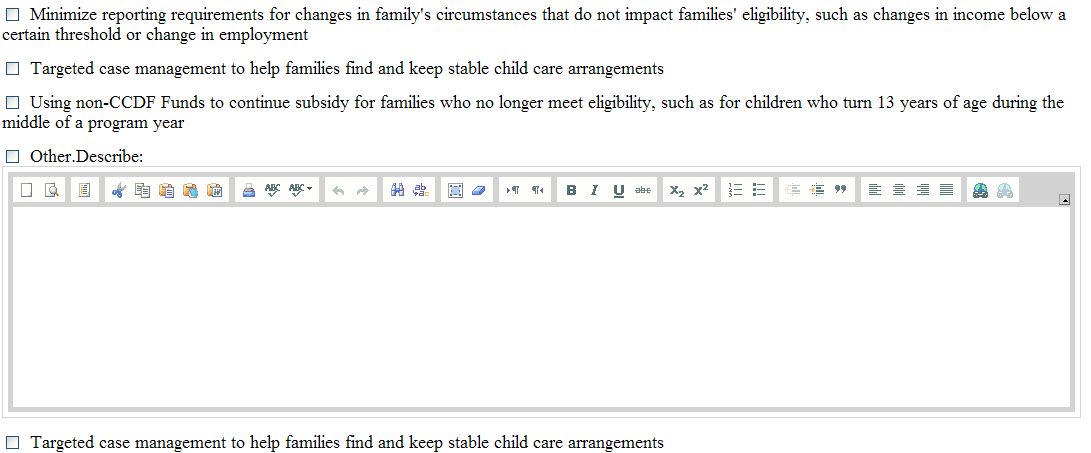 Minimize reporting requirements for changes in family's circumstances that do not impact families' eligibility, such as changes in income below a
certain threshold or change in employment
Targeted case management to help families find and keep stable child care arrangements
Using non-CCDF Funds to continue subsidy for families who no longer meet eligibility, such as for children who turn 13 years of age during the
middle of a program year
Other.Describe:
ABC ABC B I U abc X₂ X²
Targeted case management to help families find and keep stable child care arrangements